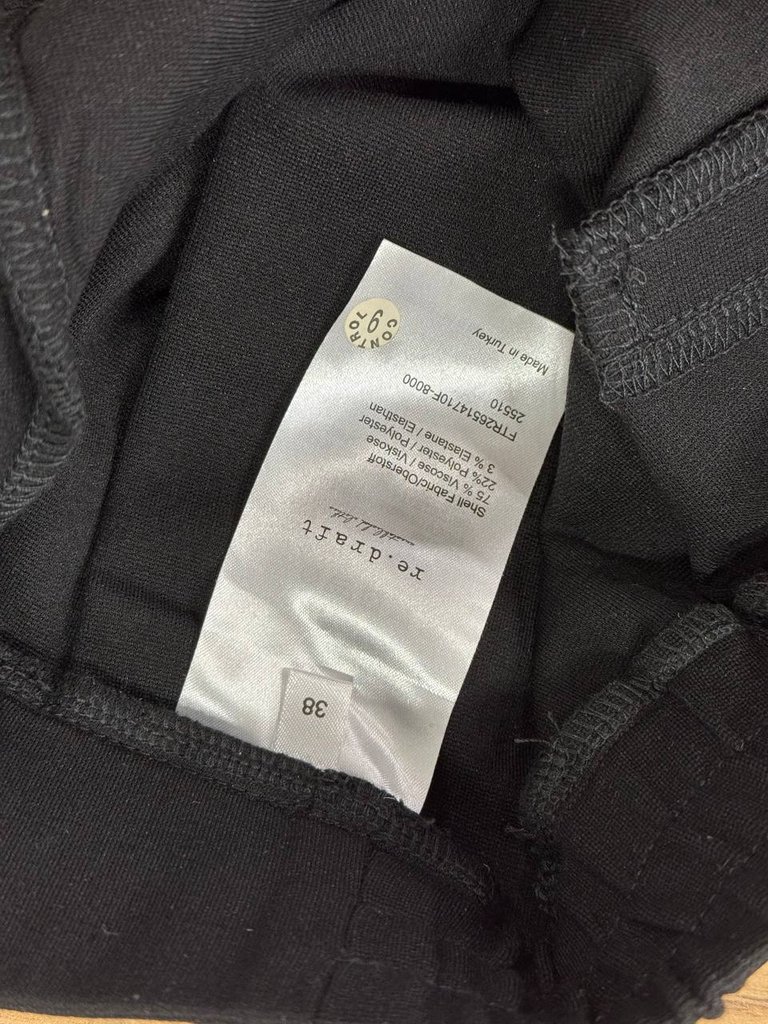 38
re.draft
Shell Fabric/Oberstoff
75 % Viscose / Viskose
22% Polyester / Polyester
3 % Elastane / Elasthan
FTR26514710F-8000
25510
Made in Turkey
CONTROL
9